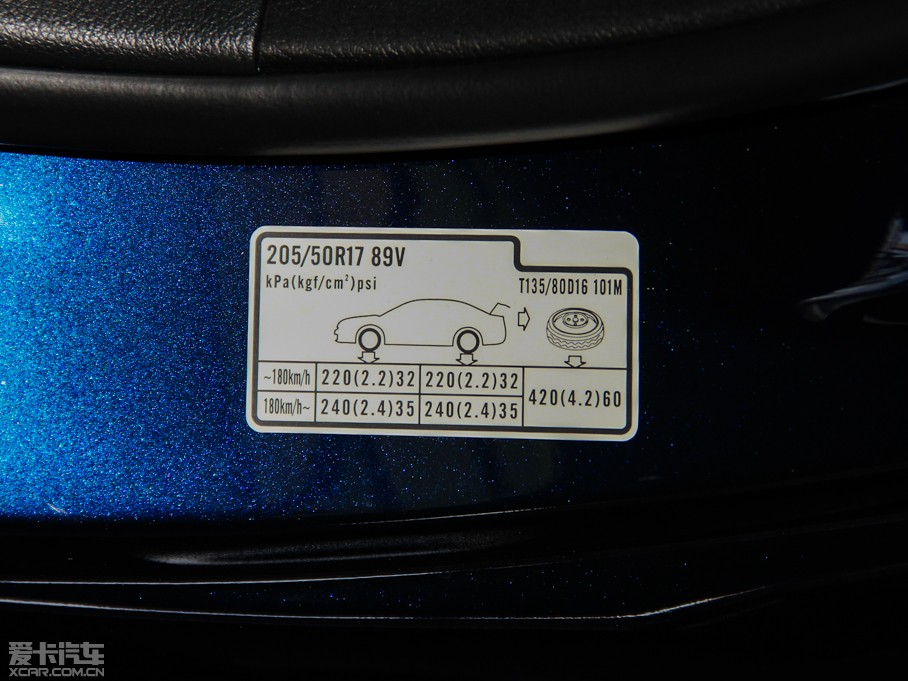 205/50R17 89V
kPa(kgf/cm²)psi
T135/80D16 101M
~180km/h 220(2.2)32 220(2.2)32
420(4.2)60
180km/h~ 240(2.4)35 240(2.4)35
爱卡汽车
XCAR.COM.CN